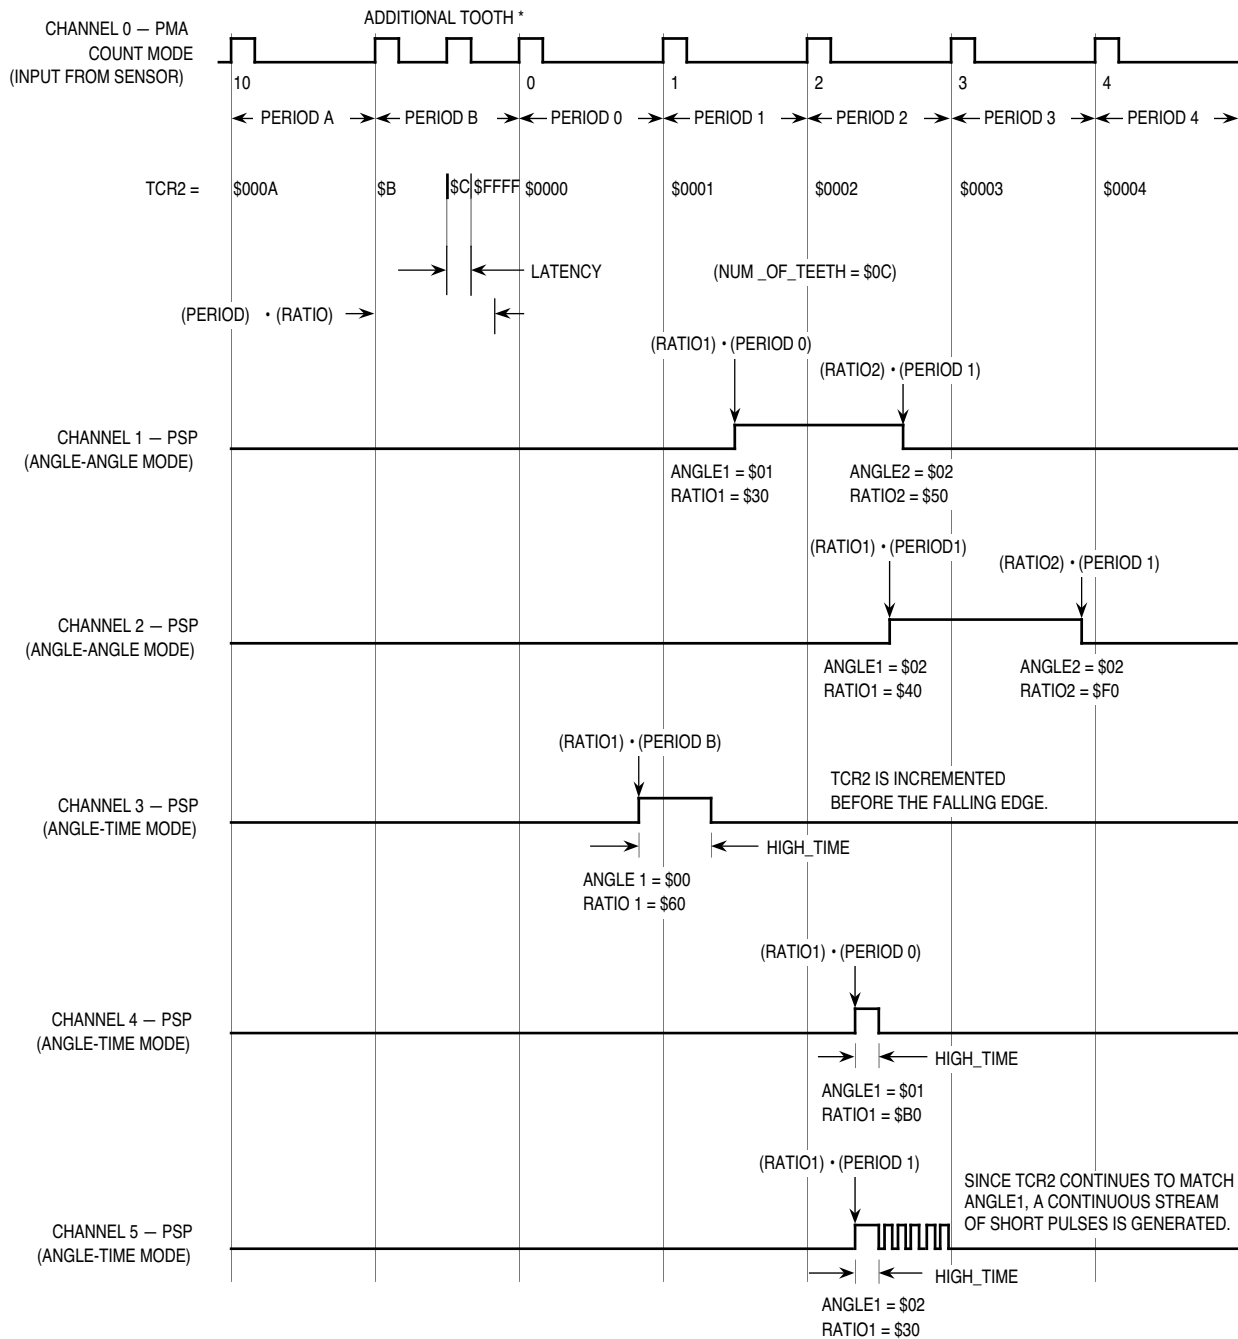 ADDITIONAL TOOTH *
CHANNEL 0 — PMA
COUNT MODE
(INPUT FROM SENSOR)
10 0 1 2 3 4
PERIOD A PERIOD B PERIOD 0 PERIOD 1 PERIOD 2 PERIOD 3 PERIOD 4
TCR2 = $000A $B $C $FFFF $0000 $0001 $0002 $0003 $0004
LATENCY
(NUM _OF_TEETH = $0C)
(PERIOD) • (RATIO)
(RATIO1) • (PERIOD 0)
(RATIO2) • (PERIOD 1)
CHANNEL 1 — PSP
(ANGLE-ANGLE MODE)
ANGLE1 = $01
RATIO1 = $30
ANGLE2 = $02
RATIO2 = $50
(RATIO1) • (PERIOD1)
(RATIO2) • (PERIOD 1)
CHANNEL 2 — PSP
(ANGLE-ANGLE MODE)
ANGLE1 = $02
RATIO1 = $40
ANGLE2 = $02
RATIO2 = $F0
(RATIO1) • (PERIOD B)
TCR2 IS INCREMENTED
BEFORE THE FALLING EDGE.
CHANNEL 3 — PSP
(ANGLE-TIME MODE)
HIGH_TIME
ANGLE 1 = $00
RATIO 1 = $60
(RATIO1) • (PERIOD 0)
CHANNEL 4 — PSP
(ANGLE-TIME MODE)
HIGH_TIME
ANGLE1 = $01
RATIO1 = $B0
(RATIO1) • (PERIOD 1)
SINCE TCR2 CONTINUES TO MATCH
ANGLE1, A CONTINUOUS STREAM
OF SHORT PULSES IS GENERATED.
CHANNEL 5 — PSP
(ANGLE-TIME MODE)
HIGH_TIME
ANGLE1 = $02
RATIO1 = $30